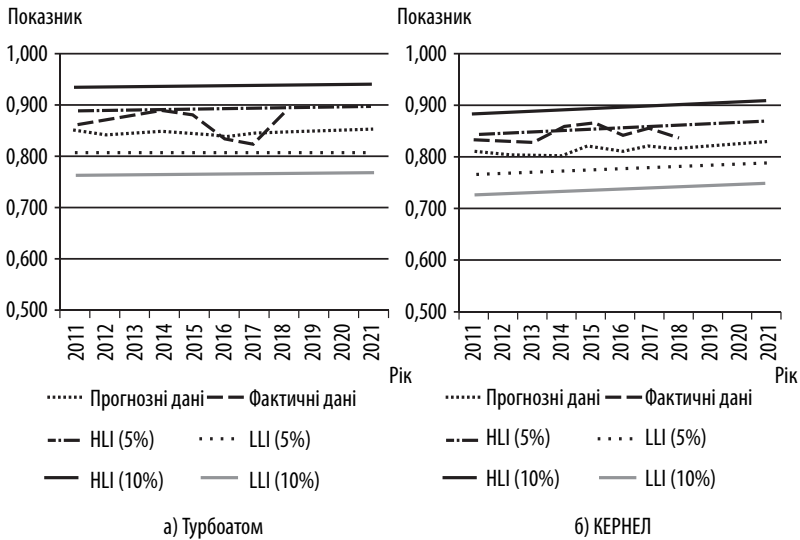 Показник
1,000
0,900
0,800
0,700
0,600
0,500
2011
2012
2013
2014
2015
2016
2017
2018
2019
2020
2021
Рік
Прогнозні дані
Фактичні дані
HLI (5%)
LLI (5%)
HLI (10%)
LLI (10%)
а) Турбоатом
Показник
1,000
0,900
0,800
0,700
0,600
0,500
2011
2012
2013
2014
2015
2016
2017
2018
2019
2020
2021
Рік
Прогнозні дані
Фактичні дані
HLI (5%)
LLI (5%)
HLI (10%)
LLI (10%)
б) КЕРНЕЛ